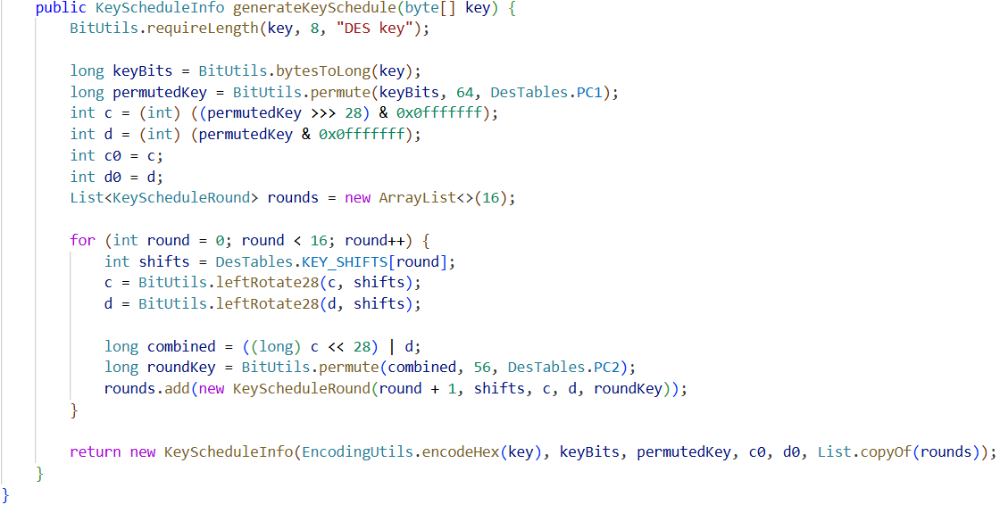 public KeyScheduleInfo generateKeySchedule(byte[] key) {
BitUtils.requireLength(key, 8, "DES key");
long keyBits = BitUtils.bytesToLong(key);
long permutedKey = BitUtils.permute(keyBits, 64, DesTables.PC1);
int c = (int) ((permutedKey >>> 28) & 0x0fffffff);
int d = (int) (permutedKey & 0x0fffffff);
int c0 = c;
int d0 = d;
List<KeyScheduleRound> rounds = new ArrayList<>(16);
for (int round = 0; round < 16; round++) {
int shifts = DesTables.KEY_SHIFTS[round];
c = BitUtils.leftRotate28(c, shifts);
d = BitUtils.leftRotate28(d, shifts);
long combined = ((long) c << 28) | d;
long roundKey = BitUtils.permute(combined, 56, DesTables.PC2);
rounds.add(new KeyScheduleRound(round + 1, shifts, c, d, roundKey));
}
return new KeyScheduleInfo(EncodingUtils.encodeHex(key), keyBits, permutedKey, c0, d0, List.copyOf(rounds));
}
}